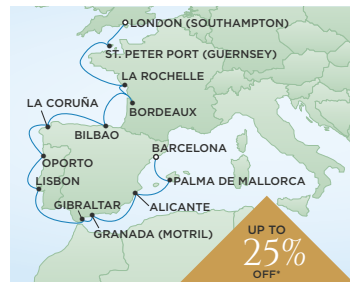 LONDON (SOUTHAMPTON)
ST. PETER PORT (GUERNSEY)
LA ROCHELLE
LA CORUÑA
BORDEAUX
BILBAO
BARCELONA
OPORTO
PALMA DE MALLORCA
LISBON
GIBRALTAR
ALICANTE
GRANADA (MOTRIL)
UP TO
25%
OFF*